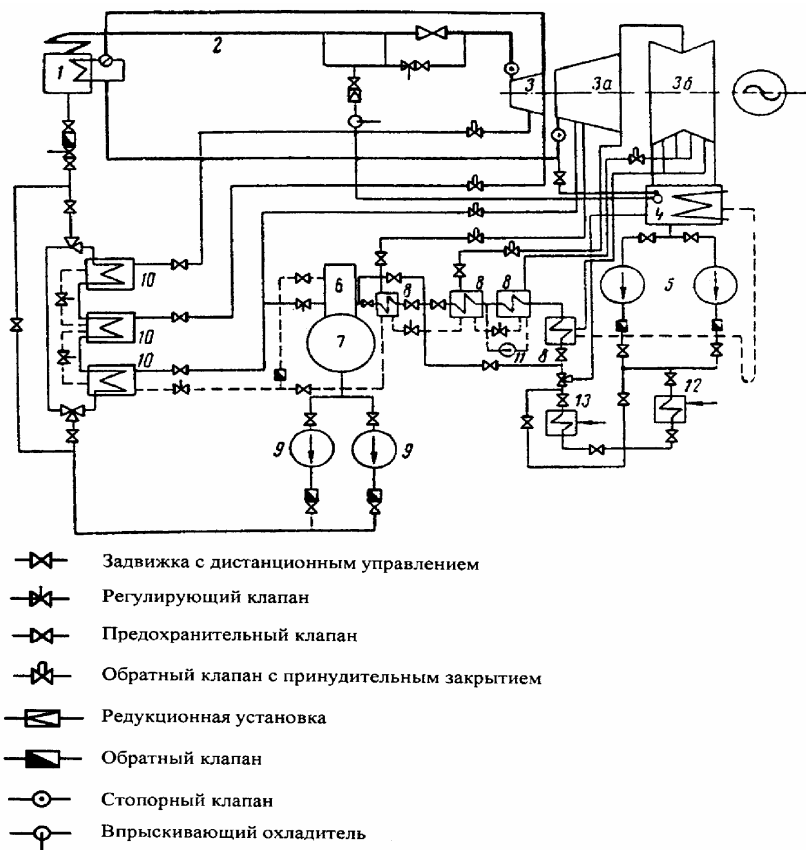 2
1
3
3а
3б
4
10
6
8
8
8
5
10
7
10
11
8
13
12
9
9
Задвижка с дистанционным управлением
Регулирующий клапан
Предохранительный клапан
Обратный клапан с принудительным закрытием
Редукционная установка
Обратный клапан
Стопорный клапан
Впрыскивающий охладитель